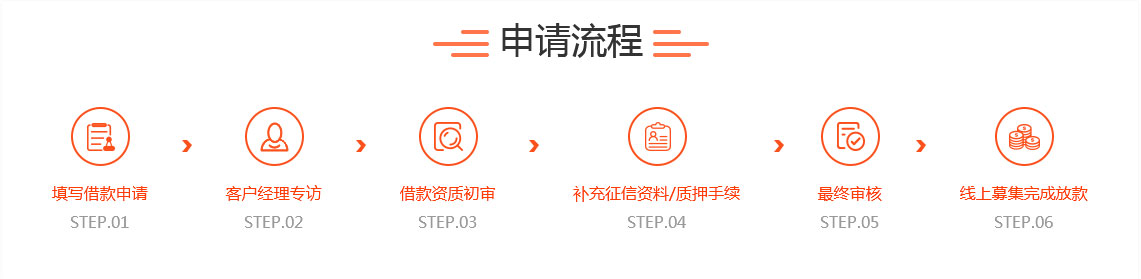 申请流程
填写借款申请
STEP.01
客户经理专访
STEP.02
借款资质初审
STEP.03
补充征信资料/质押手续
STEP.04
最终审核
STEP.05
线上募集完成放款
STEP.06